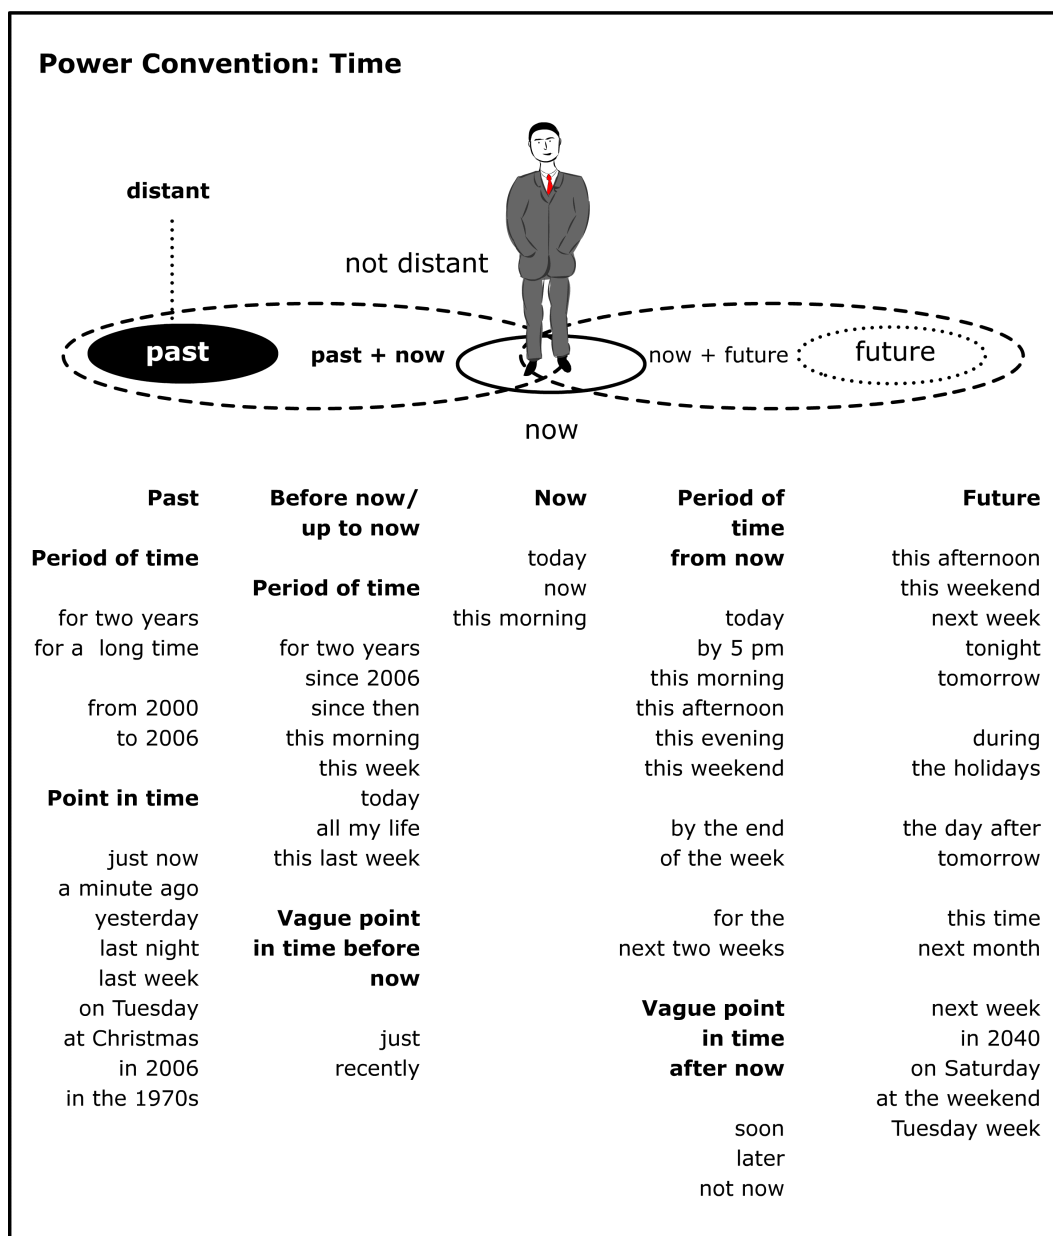 Power Convention: Time
distant
not distant
past
past + now
now + future
future
now
Past
Period of time
for two years
for a  long time
from 2000
to 2006
Point in time
just now
a minute ago
yesterday
last night
last week
on Tuesday
at Christmas
in 2006
in the 1970s
Before now/
up to now
Period of time
for two years
since 2006
since then
this morning
this week
today
all my life
this last week
Vague point
in time before
now
just
recently
Now
today
now
this morning
Period of
time
from now
today
by 5 pm
this morning
this afternoon
this evening
this weekend
by the end
of the week
for the
next two weeks
Vague point
in time
after now
soon
later
not now
Future
this afternoon
this weekend
next week
tonight
tomorrow
during
the holidays
the day after
tomorrow
this time
next month
next week
in 2040
on Saturday
at the weekend
Tuesday week